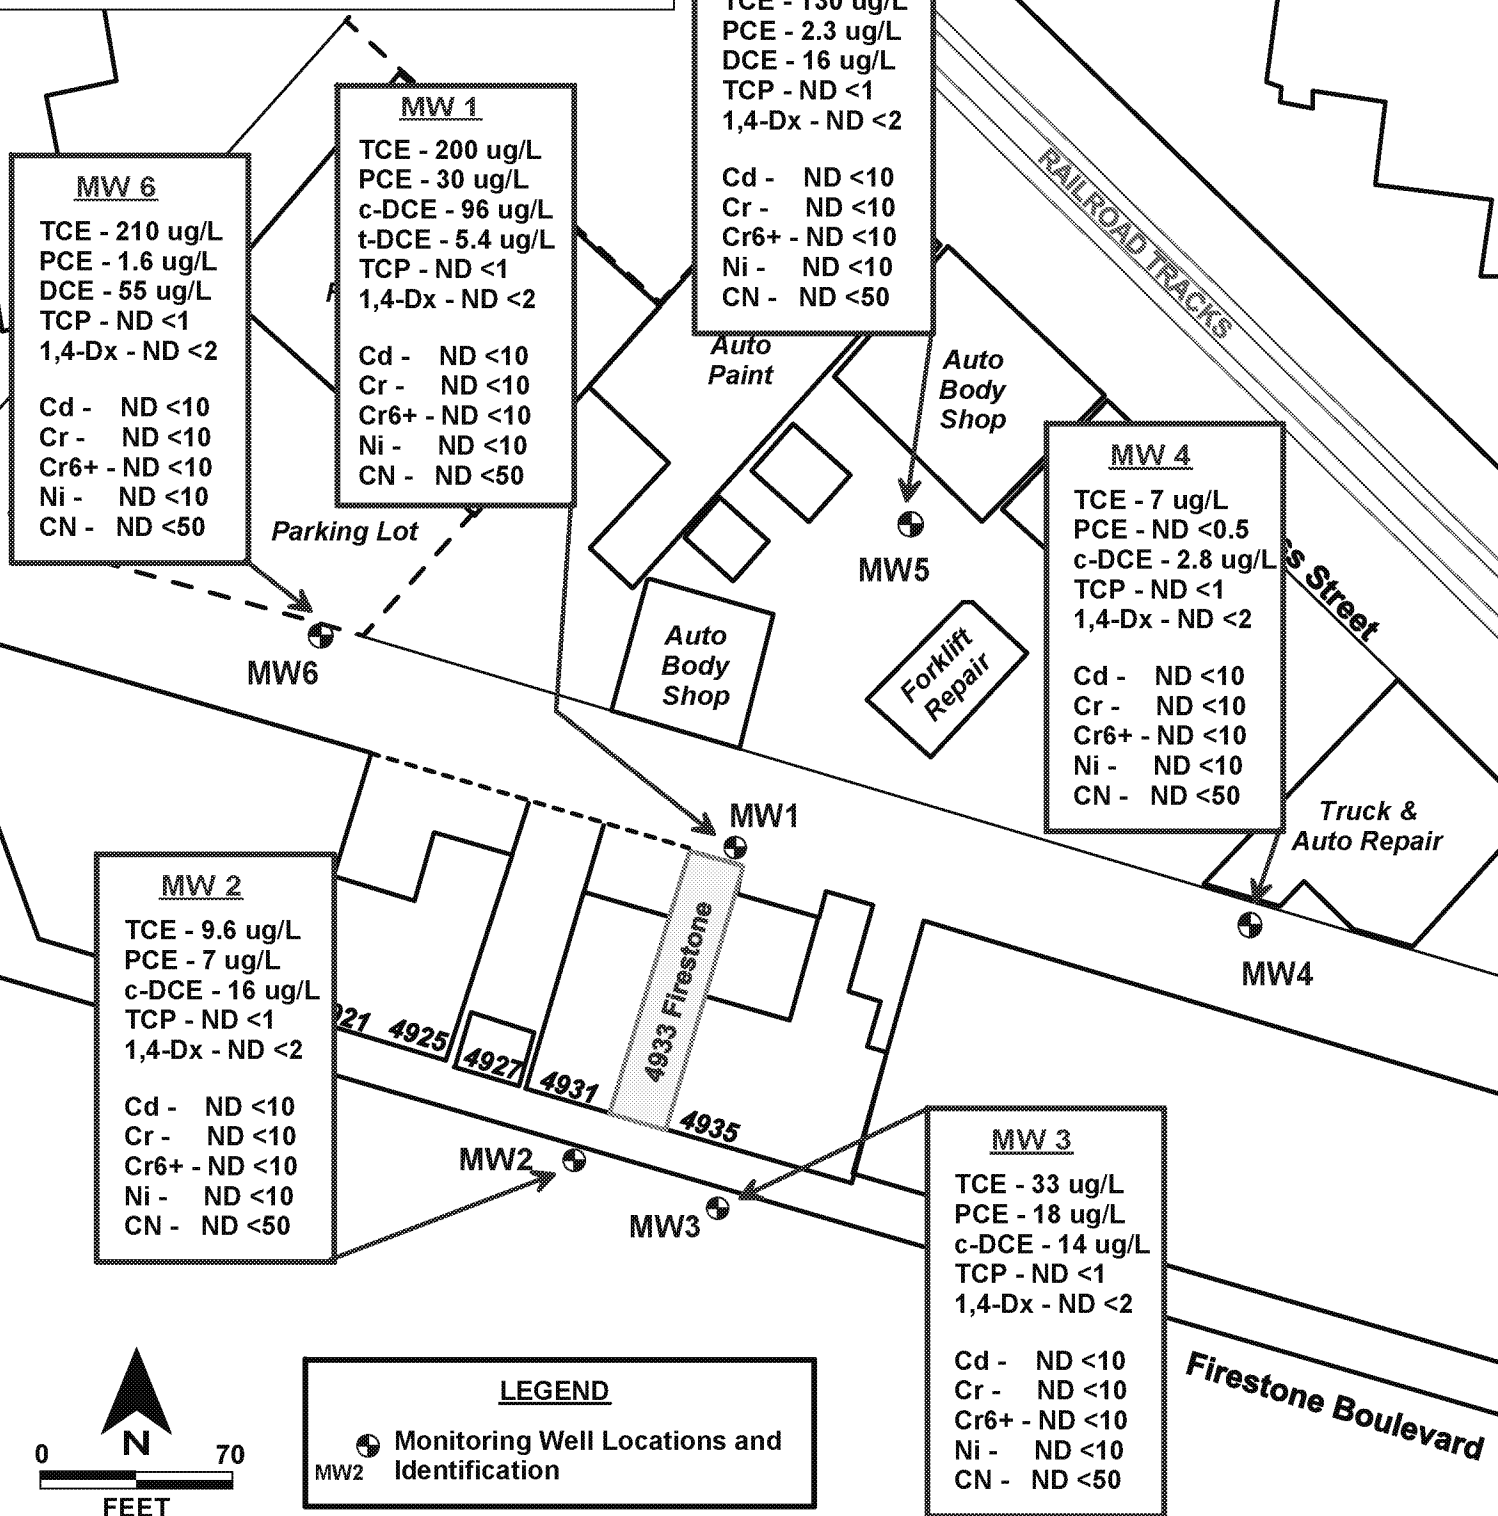 TCE - 130 ug/L
PCE - 2.3 ug/L
DCE - 16 ug/L
TCP - ND <1
1,4-Dx - ND <2
Cd - ND <10
Cr - ND <10
Cr6+ - ND <10
Ni - ND <10
CN - ND <50
MW 1
TCE - 200 ug/L
PCE - 30 ug/L
c-DCE - 96 ug/L
t-DCE - 5.4 ug/L
TCP - ND <1
1,4-Dx - ND <2
Cd - ND <10
Cr - ND <10
Cr6+ - ND <10
Ni - ND <10
CN - ND <50
MW 6
TCE - 210 ug/L
PCE - 1.6 ug/L
DCE - 55 ug/L
TCP - ND <1
1,4-Dx - ND <2
Cd - ND <10
Cr - ND <10
Cr6+ - ND <10
Ni - ND <10
CN - ND <50
RAILROAD TRACKS
Auto
Paint
Auto
Body
Shop
MW 4
TCE - 7 ug/L
PCE - ND <0.5
c-DCE - 2.8 ug/L
TCP - ND <1
1,4-Dx - ND <2
Cd - ND <10
Cr - ND <10
Cr6+ - ND <10
Ni - ND <10
CN - ND <50
Street
Parking Lot
MW5
MW6
Auto
Body
Shop
Forklift
Repair
Truck &
Auto Repair
MW1
MW4
MW 2
TCE - 9.6 ug/L
PCE - 7 ug/L
c-DCE - 16 ug/L
TCP - ND <1
1,4-Dx - ND <2
Cd - ND <10
Cr - ND <10
Cr6+ - ND <10
Ni - ND <10
CN - ND <50
4933 Firestone
921
4925
4927
4931
4935
MW2
MW3
MW 3
TCE - 33 ug/L
PCE - 18 ug/L
c-DCE - 14 ug/L
TCP - ND <1
1,4-Dx - ND <2
Cd - ND <10
Cr - ND <10
Cr6+ - ND <10
Ni - ND <10
CN - ND <50
Firestone Boulevard
N
0 70
FEET
LEGEND
MW2 Monitoring Well Locations and
Identification